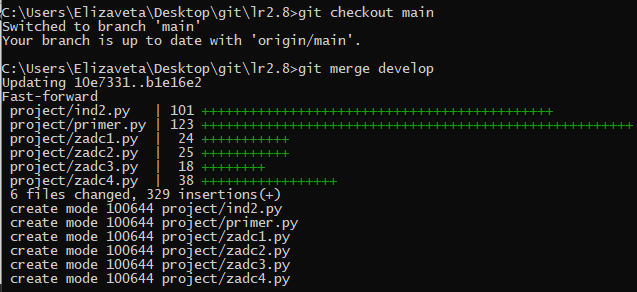 C:\Users\Elizaveta\Desktop\git\lr2.8>git checkout main
Switched to branch 'main'
Your branch is up to date with 'origin/main'.
C:\Users\Elizaveta\Desktop\git\lr2.8>git merge develop
Updating 10e7331..b1e16e2
Fast-forward
project/ind2.py | 101 ++++++++++++++++++++++++++++++++++++++++++++
project/primer.py | 123 ++++++++++++++++++++++++++++++++++++++++++++++++++++++
project/zadc1.py | 24 +++++++++++
project/zadc2.py | 25 +++++++++++
project/zadc3.py | 18 ++++++++
project/zadc4.py | 38 +++++++++++++++++
6 files changed, 329 insertions(+)
create mode 100644 project/ind2.py
create mode 100644 project/primer.py
create mode 100644 project/zadc1.py
create mode 100644 project/zadc2.py
create mode 100644 project/zadc3.py
create mode 100644 project/zadc4.py